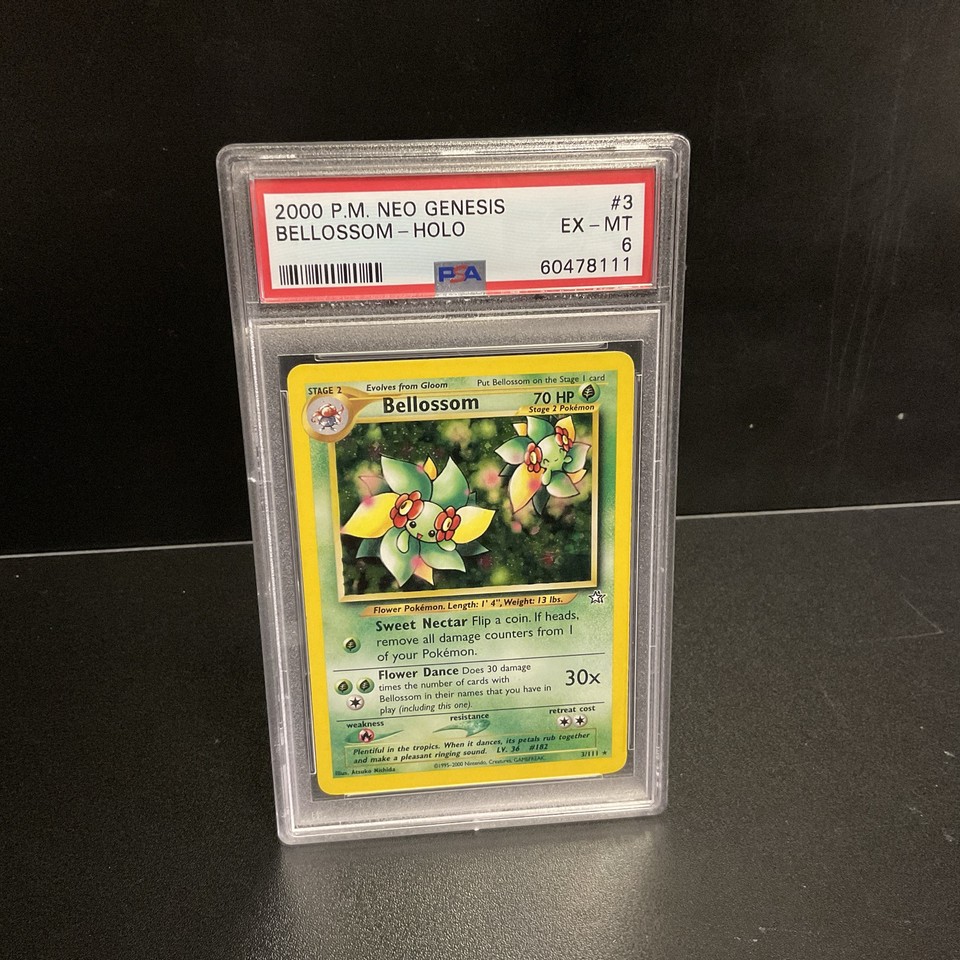 2000 P.M. NEO GENESIS #3
BELLOSSOM – HOLO EX – MT
6
PSA 60478111
STAGE 2 Evolves from Gloom Put Bellossom on the Stage 1 card
Bellossom 70 HP
Stage 2 Pokémon
Flower Pokémon. Length: 1' 4", Weight: 13 lbs.
Sweet Nectar Flip a coin. If heads,
remove all damage counters from 1
of your Pokémon.
Flower Dance Does 30 damage
times the number of cards with
Bellossom in their names that you have in
play (including this one).
30x
weakness resistance retreat cost
Plentiful in the tropics. When it dances, its petals rub together
and make a pleasant ringing sound. LV. 36 #182
Illus. Atsuko Nishida ©1995-2000 Nintendo, Creatures, GAMEFREAK. 3/111 ★